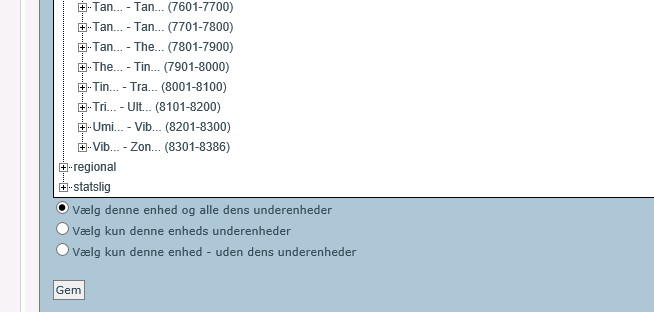 Tan... - Tan... (7601-7700)
Tan... - Tan... (7701-7800)
Tan... - The... (7801-7900)
The... - Tin... (7901-8000)
Tin... - Tra... (8001-8100)
Tri... - Ult... (8101-8200)
Umi... - Vib... (8201-8300)
Vib... - Zon... (8301-8386)
regional
statslig
Vælg denne enhed og alle dens underenheder
Vælg kun denne enheds underenheder
Vælg kun denne enhed - uden dens underenheder
Gem